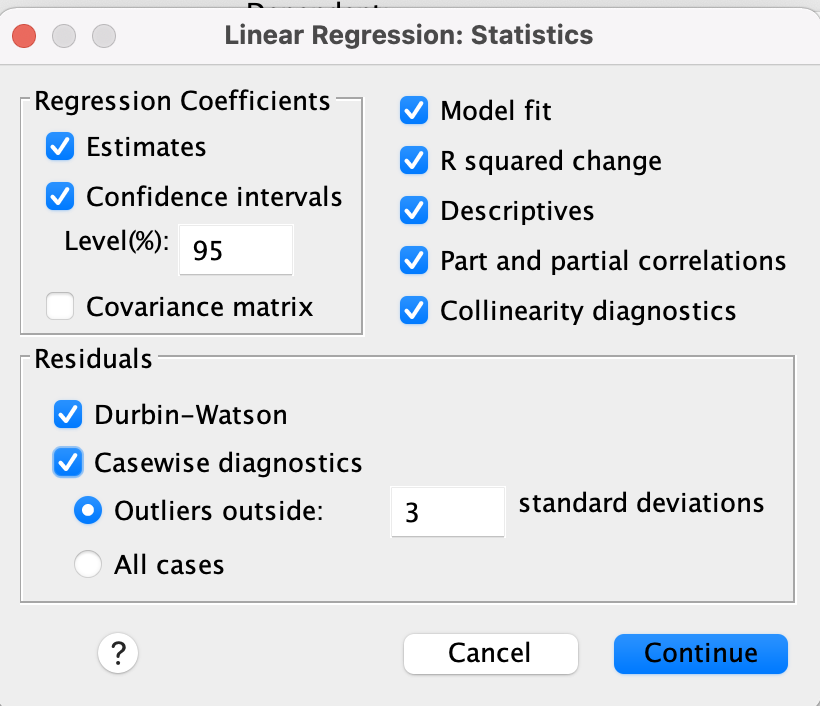 Linear Regression: Statistics
Regression Coefficients
Estimates
Confidence intervals
Level(%): 95
Covariance matrix
Model fit
R squared change
Descriptives
Part and partial correlations
Collinearity diagnostics
Residuals
Durbin-Watson
Casewise diagnostics
Outliers outside: 3 standard deviations
All cases
?
Cancel
Continue